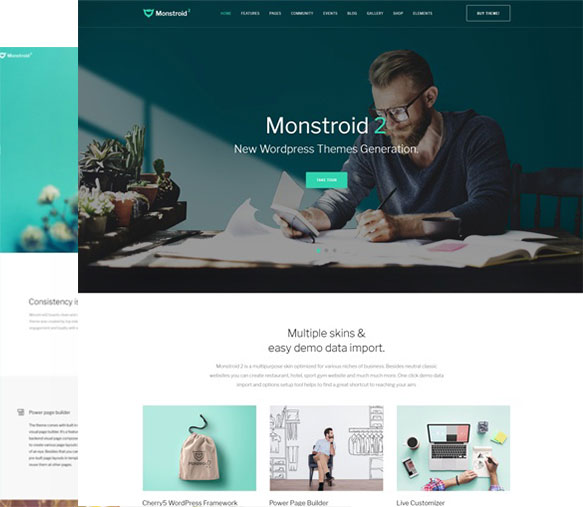 Monstroid 2
HOME FEATURES PAGES COMMUNITY EVENTS BLOG GALLERY SHOP ELEMENTS
BUY THEME!
Monstroid 2
New Wordpress Themes Generation.
TAKE TOUR
Multiple skins &
easy demo data import.
Monstroid 2 is a multipurpose skin optimized for various niches of business. Besides neutral classic
websites you can create restaurant, hotel, sport gym website and much much more. One click demo data
import and options setup tool helps to find a great shortcut to reaching your aim.
Cherry5 WordPress Framework
Power Page Builder
Live Customizer
Monstroid 2
Consistency is
Power page builder